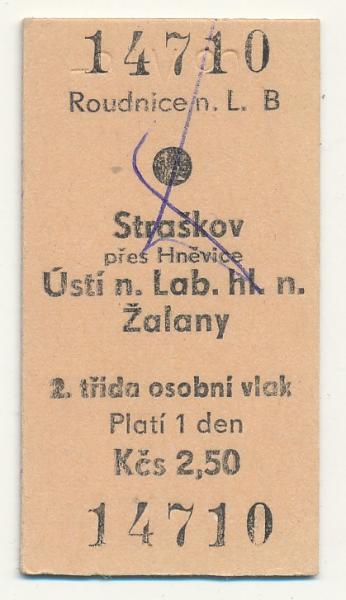 14710
Roudnice n. L. B
Straškov
přes Hněvice
Ústí n. Lab. hl. n.
Žalany
2. třída osobní vlak
Platí 1 den
Kčs 2,50
14710